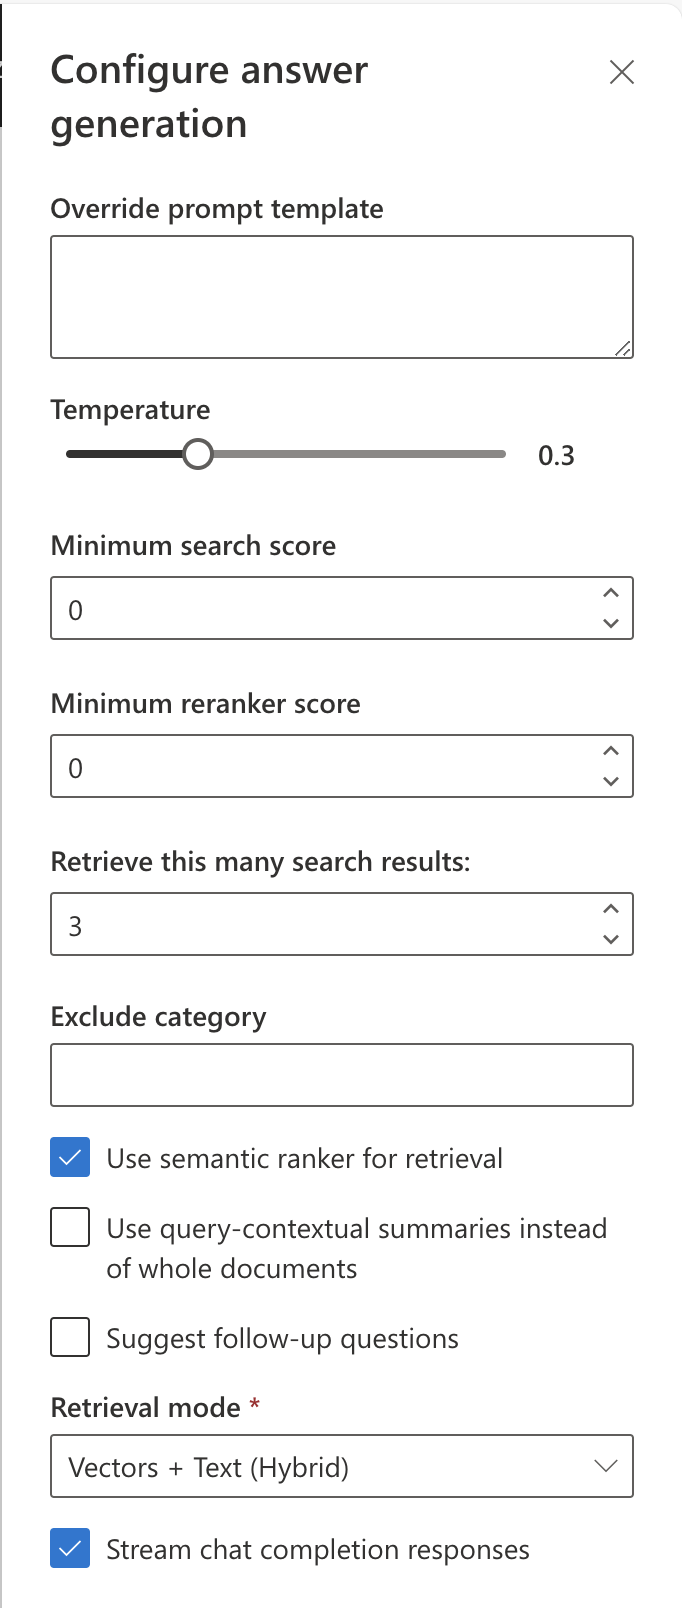 Configure answer
generation
Override prompt template
Temperature
0.3
Minimum search score
0
Minimum reranker score
0
Retrieve this many search results:
3
Exclude category
Use semantic ranker for retrieval
Use query-contextual summaries instead
of whole documents
Suggest follow-up questions
Retrieval mode *
Vectors + Text (Hybrid)
Stream chat completion responses